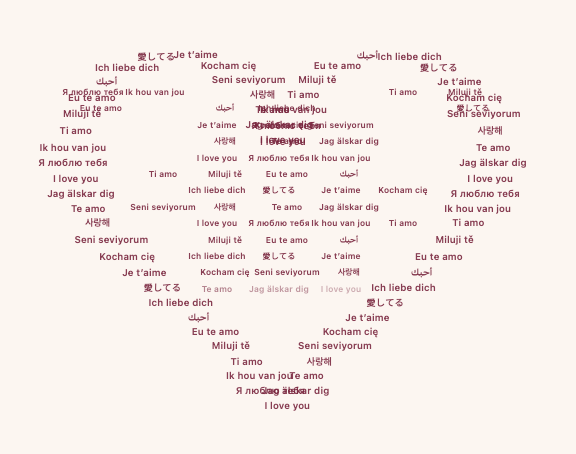 愛してる Je t'aime أحبك Ich liebe dich
Ich liebe dich Kocham cię Eu te amo 愛してる
أحبك Seni seviyorum Miluji tě Je t'aime
Я люблю тебя Ik hou van jou 사랑해 Ti amo Ti amo Miluji tě
Eu te amo Kocham cię
Eu te amo أحبك 愛してる
Miluji tě Seni seviyorum
Je t'aime Seni seviyorum
Ti amo 사랑해
사랑해 I love you Jag älskar dig
Ik hou van jou Te amo
I love you Я люблю тебя Ik hou van jou
Я люблю тебя Jag älskar dig
Ti amo Miluji tě Eu te amo أحبك
I love you I love you
Ich liebe dich 愛してる Je t'aime Kocham cię
Jag älskar dig Я люблю тебя
Te amo Seni seviyorum 사랑해 Te amo Jag älskar dig Ik hou van jou
사랑해 I love you Я люблю тебя Ik hou van jou Ti amo Ti amo
Seni seviyorum Miluji tě Eu te amo أحبك Miluji tě
Kocham cię Ich liebe dich 愛してる Je t'aime Eu te amo
Je t'aime Kocham cię Seni seviyorum 사랑해 أحبك
愛してる Te amo Jag älskar dig I love you Ich liebe dich
Ich liebe dich 愛してる
أحبك Je t'aime
Eu te amo Kocham cię
Miluji tě Seni seviyorum
Ti amo 사랑해
Ik hou van jou Te amo
Я люблю тебя Jag älskar dig
I love you